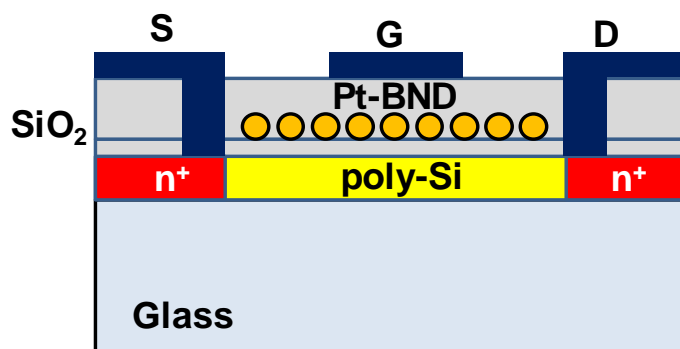 S G D
Pt-BND
SiO₂
n⁺ poly-Si n⁺
Glass